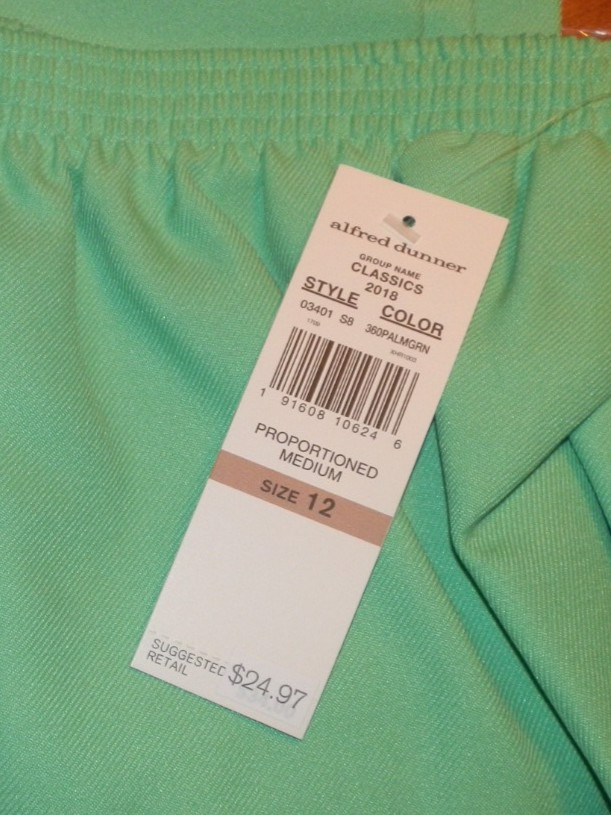 alfred dunner
GROUP NAME
CLASSICS
2018
STYLE COLOR
03401 S8 360PALMGRN
1 91608 10624 6
PROPORTIONED
MEDIUM
SIZE 12
SUGGESTED
RETAIL $24.97